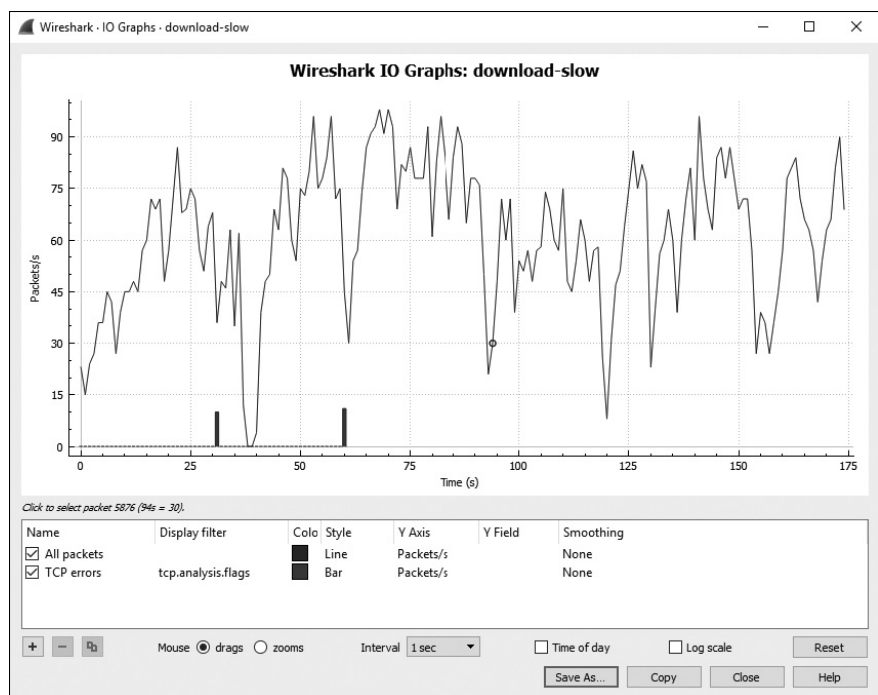 Wireshark · IO Graphs · download-slow
Wireshark IO Graphs: download-slow
Packets/s
90
75
60
45
30
15
0
0 25 50 75 100 125 150 175
Time (s)
Click to select packet 5876 (94s = 30).
Name Display filter Colo Style Y Axis Y Field Smoothing
All packets Line Packets/s None
TCP errors tcp.analysis.flags Bar Packets/s None
+ − Mouse drags zooms Interval 1 sec Time of day Log scale Reset
Save As... Copy Close Help